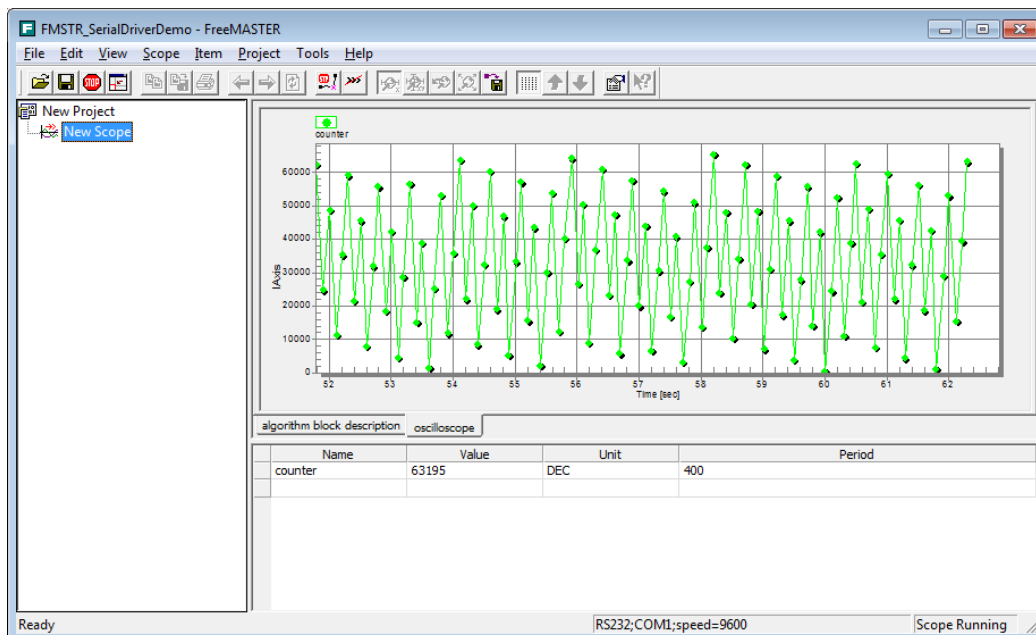 FMSTR_SerialDriverDemo - FreeMASTER
File Edit View Scope Item Project Tools Help
STOP
New Project
New Scope
counter
60000
50000
40000
30000
20000
10000
0
IAxis
52 53 54 55 56 57 58 59 60 61 62
Time [sec]
algorithm block description oscilloscope
Name Value Unit Period
counter 63195 DEC 400
Ready RS232;COM1;speed=9600 Scope Running